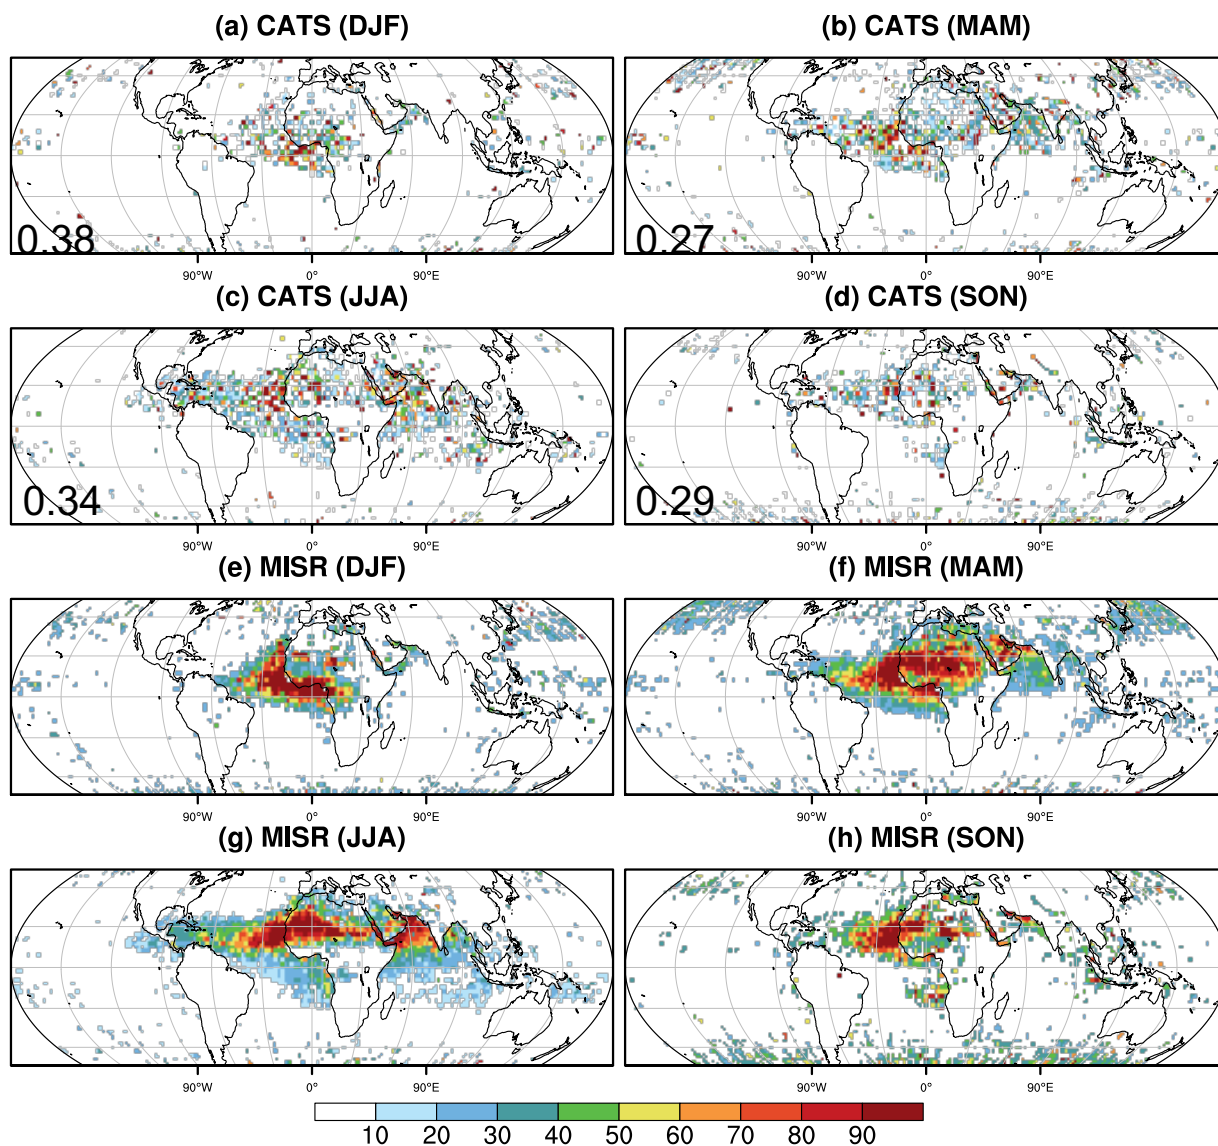 (a) CATS (DJF)
(b) CATS (MAM)
0.38
0.27
90°W 0° 90°E
90°W 0° 90°E
(c) CATS (JJA)
(d) CATS (SON)
0.34
0.29
90°W 0° 90°E
90°W 0° 90°E
(e) MISR (DJF)
(f) MISR (MAM)
90°W 0° 90°E
90°W 0° 90°E
(g) MISR (JJA)
(h) MISR (SON)
90°W 0° 90°E
90°W 0° 90°E
10 20 30 40 50 60 70 80 90